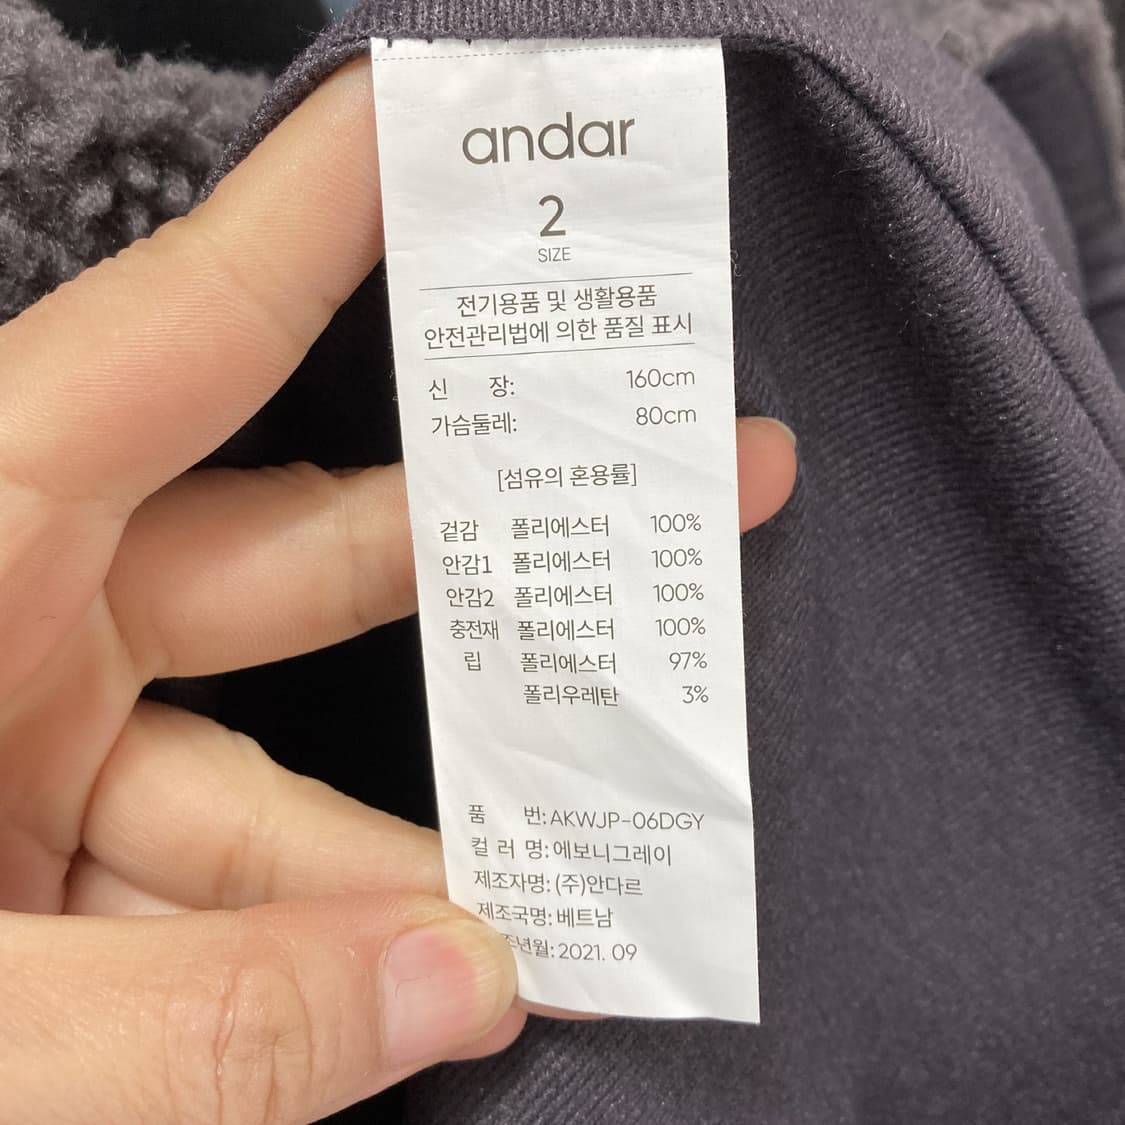 andar
2
SIZE
전기용품 및 생활용품
안전관리법에 의한 품질 표시
신 장: 160cm
가슴둘레: 80cm
[섬유의 혼용률]
겉감 폴리에스터 100%
안감1 폴리에스터 100%
안감2 폴리에스터 100%
충전재 폴리에스터 100%
립 폴리에스터 97%
폴리우레탄 3%
품 번: AKWJP-06DGY
컬 러 명: 에보니그레이
제조자명: (주)안다르
제조국명: 베트남
조년월: 2021. 09